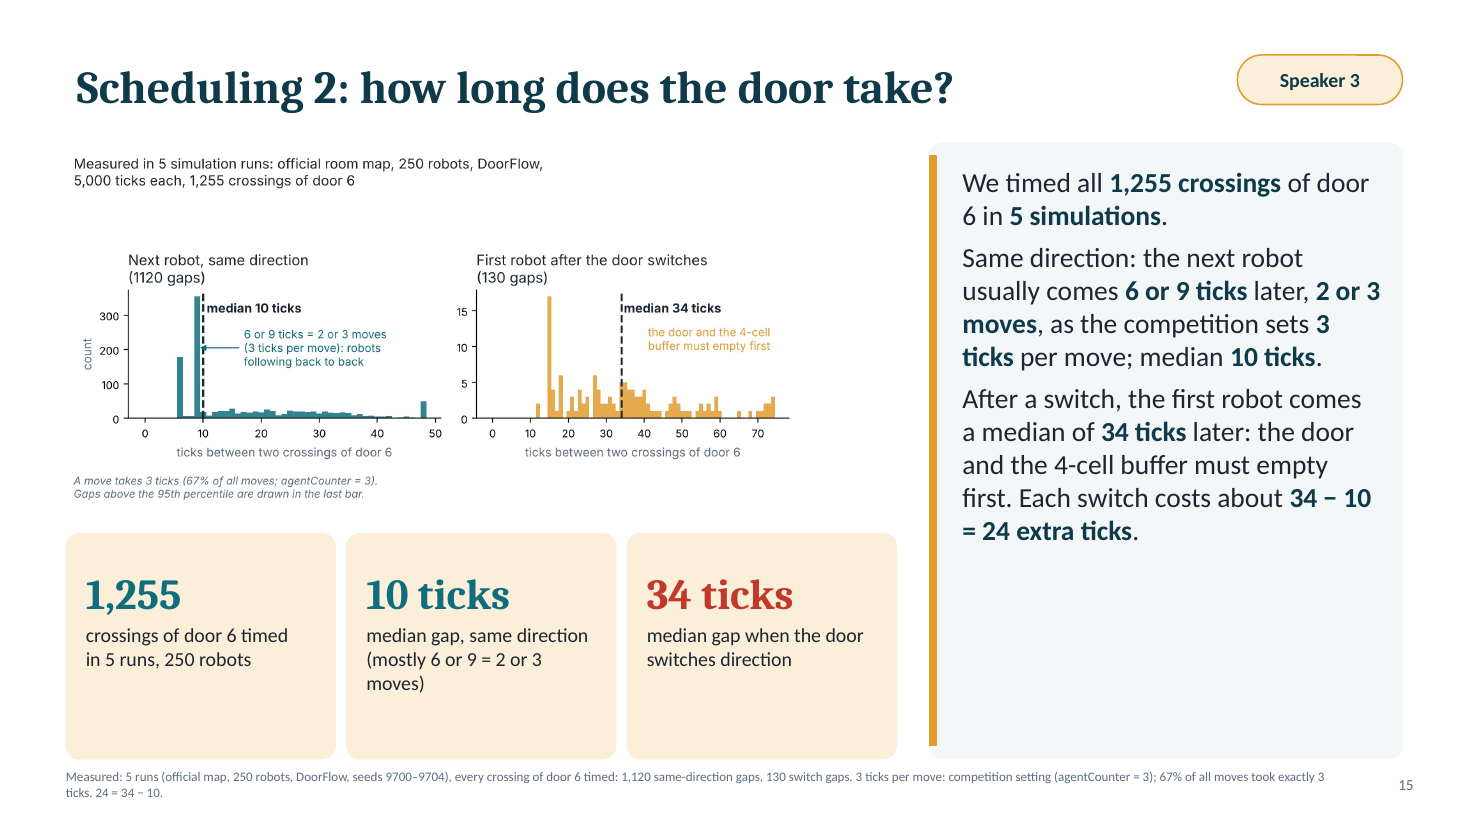 Scheduling 2: how long does the door take?
Speaker 3
Measured in 5 simulation runs: official room map, 250 robots, DoorFlow,
5,000 ticks each, 1,255 crossings of door 6
Next robot, same direction
(1120 gaps)
median 10 ticks
6 or 9 ticks = 2 or 3 moves
(3 ticks per move): robots
following back to back
count
300
200
100
0
0 10 20 30 40 50
ticks between two crossings of door 6
First robot after the door switches
(130 gaps)
median 34 ticks
the door and the 4-cell
buffer must empty first
15
10
5
0
0 10 20 30 40 50 60 70
ticks between two crossings of door 6
A move takes 3 ticks (67% of all moves; agentCounter = 3).
Gaps above the 95th percentile are drawn in the last bar.
1,255
crossings of door 6 timed
in 5 runs, 250 robots
10 ticks
median gap, same direction
(mostly 6 or 9 = 2 or 3
moves)
34 ticks
median gap when the door
switches direction
We timed all 1,255 crossings of door
6 in 5 simulations.
Same direction: the next robot
usually comes 6 or 9 ticks later, 2 or 3
moves, as the competition sets 3
ticks per move; median 10 ticks.
After a switch, the first robot comes
a median of 34 ticks later: the door
and the 4-cell buffer must empty
first. Each switch costs about 34 − 10
= 24 extra ticks.
Measured: 5 runs (official map, 250 robots, DoorFlow, seeds 9700–9704), every crossing of door 6 timed: 1,120 same-direction gaps, 130 switch gaps. 3 ticks per move: competition setting (agentCounter = 3); 67% of all moves took exactly 3
ticks. 24 = 34 − 10.
15